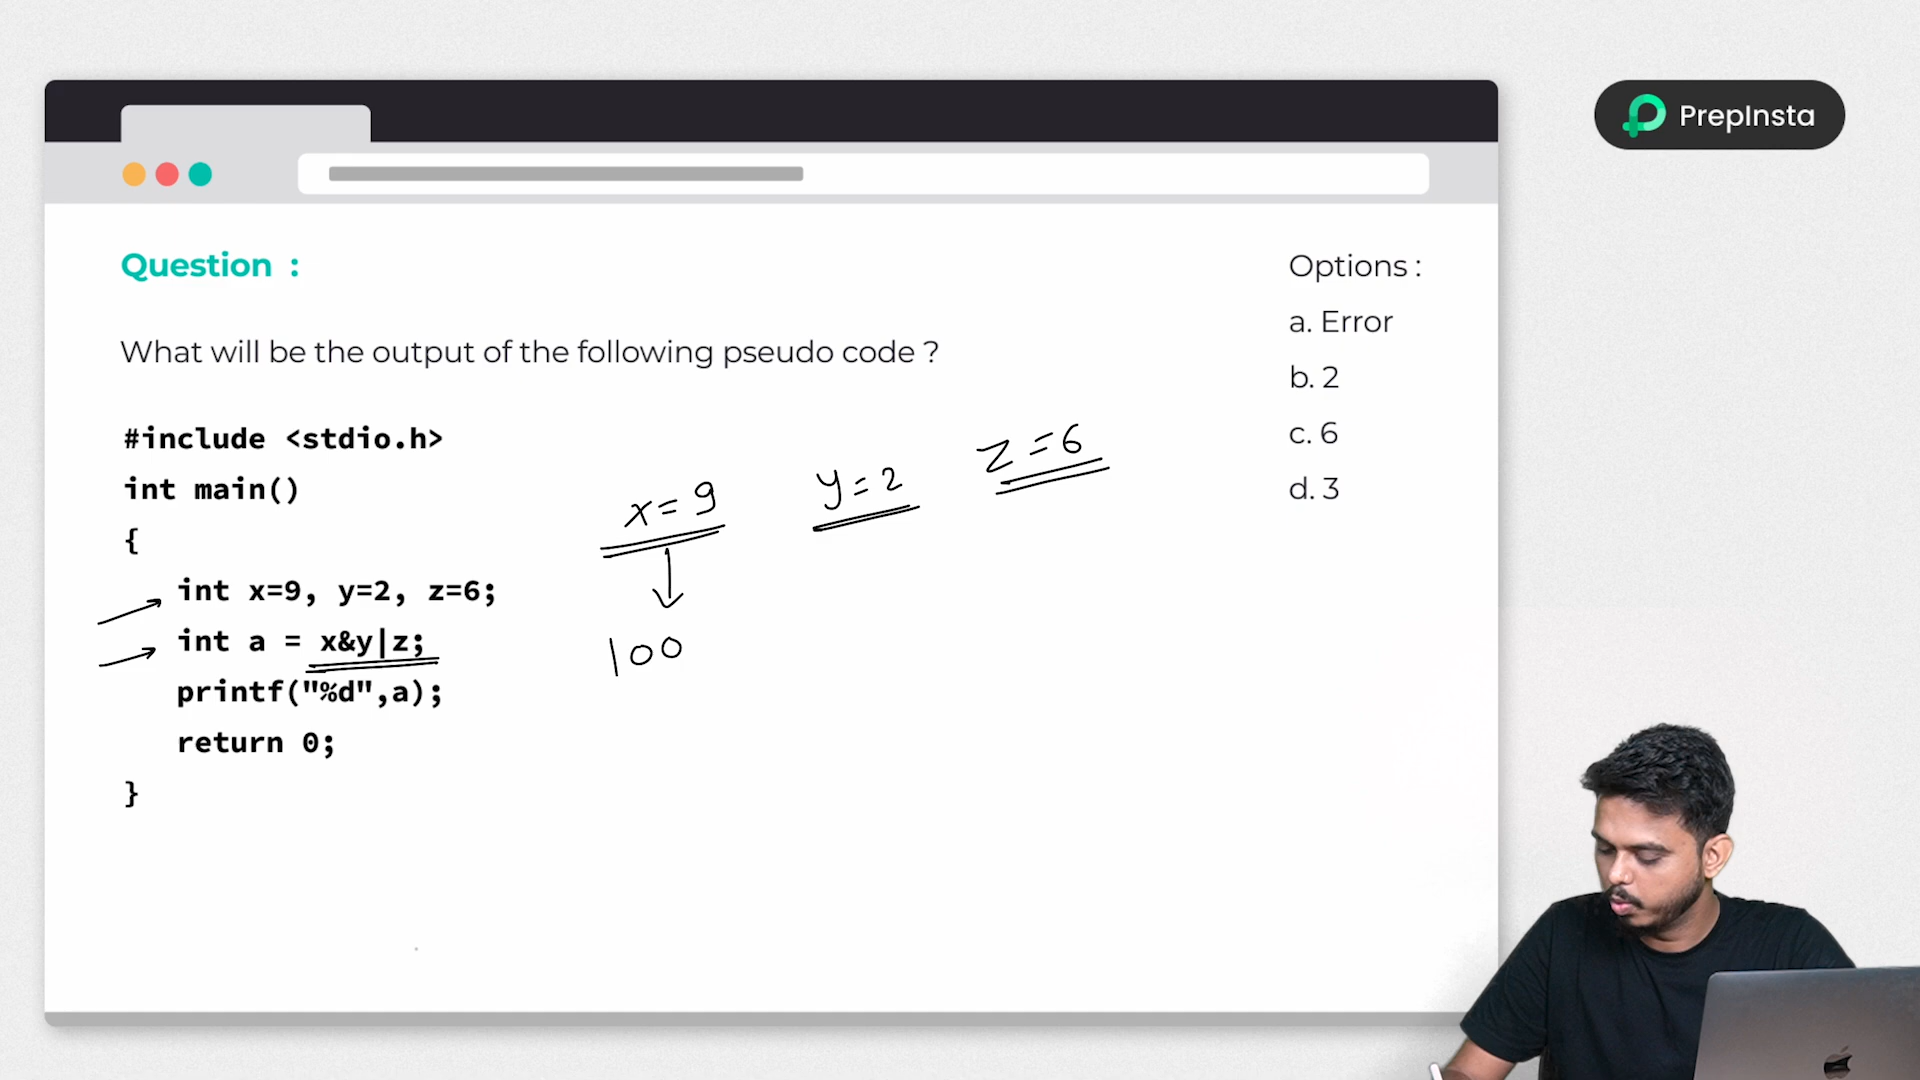 PrepInsta
Question :
Options :
a. Error
b. 2
c. 6
d. 3
What will be the output of the following pseudo code ?
#include <stdio.h>
int main()
{
int x=9, y=2, z=6;
int a = x&y|z;
printf("%d",a);
return 0;
}
x=9
y=2
z=6
100